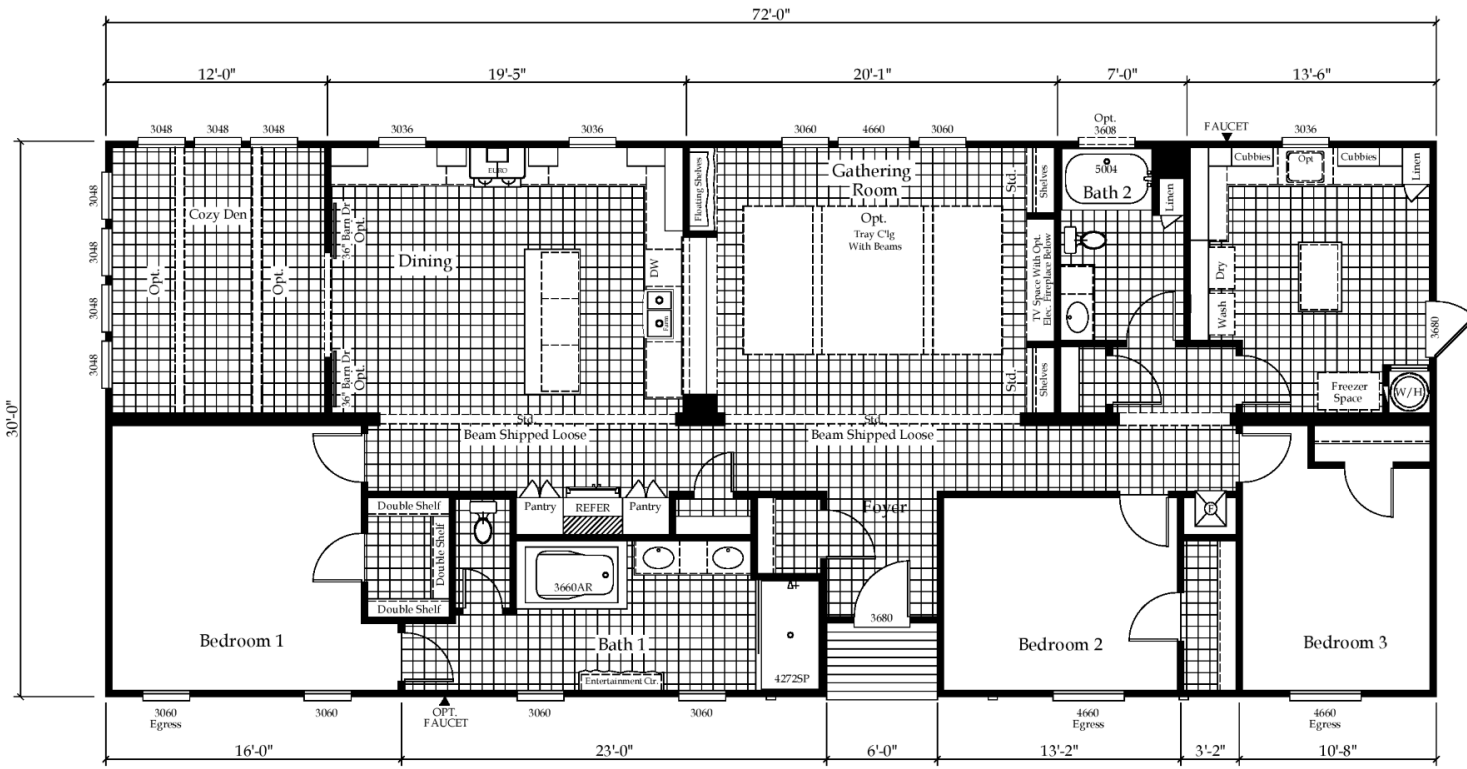 72'-0"
12'-0"
19'-5"
20'-1"
7'-0"
13'-6"
3048
3048
3048
3036
3036
3060
4660
3060
Opt.
3608
FAUCET
3036
30'-0"
3048
3048
3048
3048
Cozy Den
Opt.
Opt.
36" Barn Dr
Opt.
36" Barn Dr
Opt.
EURO
Dining
DW
Farm
Floating Shelves
Gathering
Room
Opt.
Tray C'lg
With Beams
Std.
Shelves
TV Space With Opt.
Elec. Fireplace Below
Std.
Shelves
5004
Bath 2
Linen
Cubbies
Opt
Cubbies
Linen
Dry
Wash
3680
Freezer
Space
W/H
Std.
Beam Shipped Loose
Std.
Beam Shipped Loose
Double Shelf
Double Shelf
Double Shelf
Pantry
REFER
Pantry
Foyer
F
3660AR
Bedroom 1
Bath 1
Entertainment Ctr.
4272SP
3680
Bedroom 2
Bedroom 3
3060
Egress
3060
OPT.
FAUCET
3060
3060
4660
Egress
4660
Egress
16'-0"
23'-0"
6'-0"
13'-2"
3'-2"
10'-8"